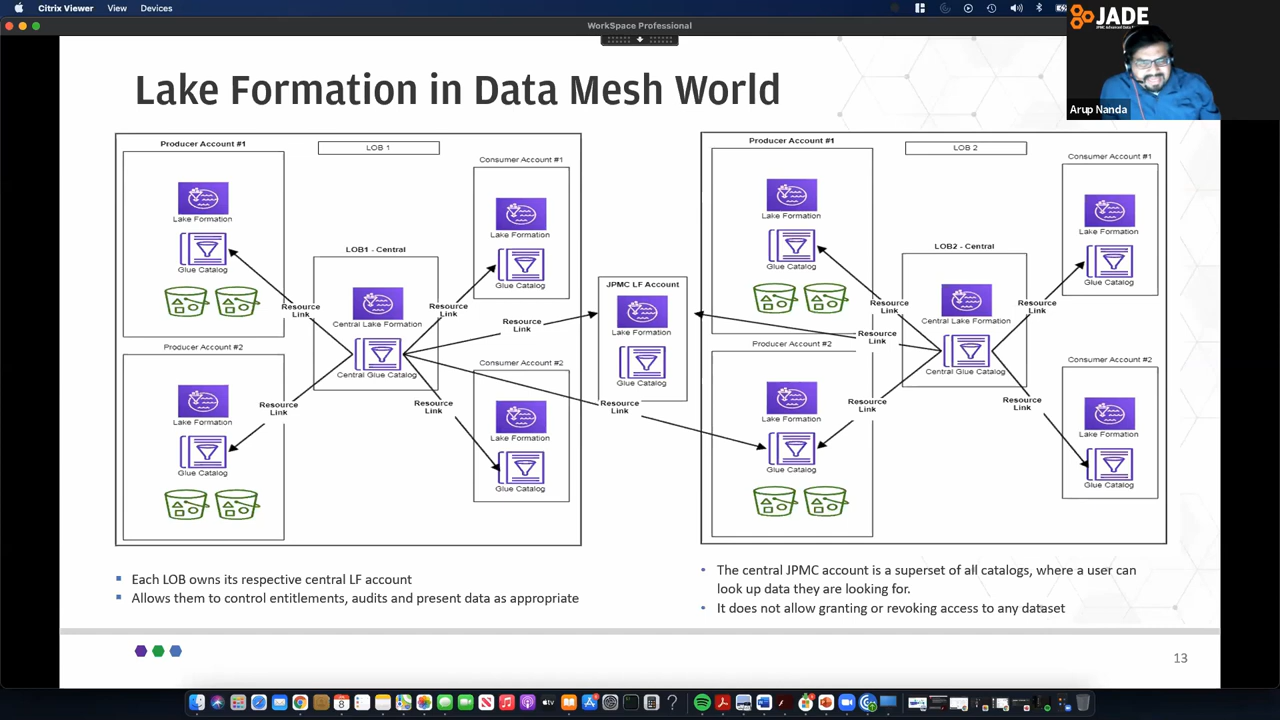 Citrix Viewer View Devices
WorkSpace Professional
JADE
Arup Nanda
Lake Formation in Data Mesh World
Producer Account #1
LOB 1
Consumer Account #1
Lake Formation
Glue Catalog
Lake Formation
Glue Catalog
LOB1 - Central
Resource
Link
Central Lake Formation
Central Glue Catalog
Resource
Link
Resource
Link
Producer Account #2
Lake Formation
Glue Catalog
Resource
Link
Resource
Link
Consumer Account #2
Lake Formation
Glue Catalog
JPMC LF Account
Lake Formation
Glue Catalog
Resource
Link
Producer Account #1
LOB 2
Consumer Account #1
Lake Formation
Glue Catalog
Lake Formation
Glue Catalog
LOB2 - Central
Resource
Link
Central Lake Formation
Central Glue Catalog
Resource
Link
Resource
Link
Producer Account #2
Lake Formation
Glue Catalog
Resource
Link
Resource
Link
Consumer Account #2
Lake Formation
Glue Catalog
Each LOB owns its respective central LF account
Allows them to control entitlements, audits and present data as appropriate
The central JPMC account is a superset of all catalogs, where a user can
look up data they are looking for.
It does not allow granting or revoking access to any dataset
13